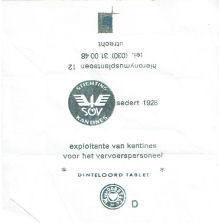 hieronymusplantsoen 12
tel. (030) 31 00 48
utrecht
STICHTING
SOV
KANTINES
sedert 1928
exploitante van kantines
voor het vervoerspersoneel
* DINTELOORD TABLET *
D